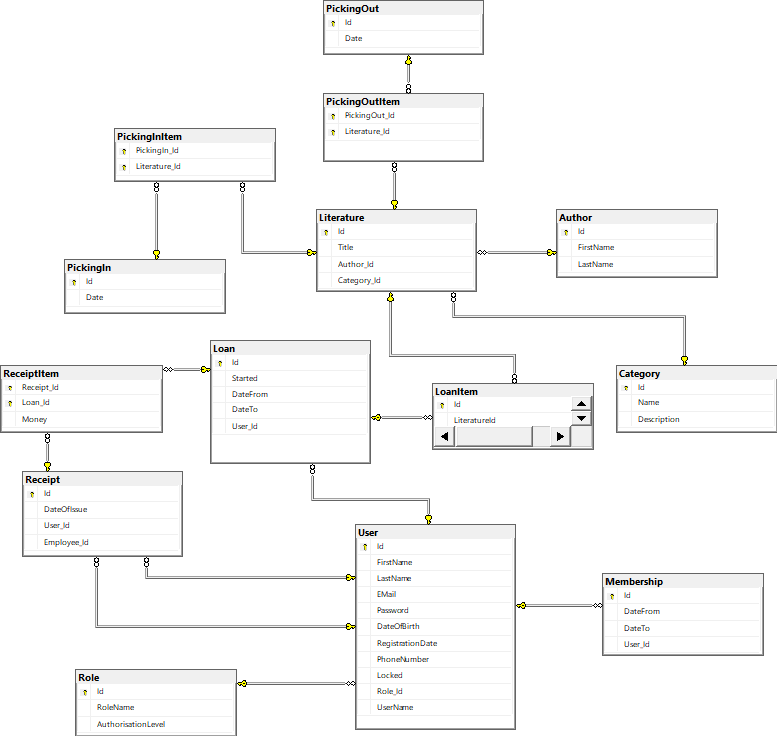 PickingOut
Id
Date
PickingOutItem
PickingOut_Id
Literature_Id
PickingInItem
PickingIn_Id
Literature_Id
Literature
Id
Title
Author_Id
Category_Id
Author
Id
FirstName
LastName
PickingIn
Id
Date
Loan
Id
Started
DateFrom
DateTo
User_Id
ReceiptItem
Receipt_Id
Loan_Id
Money
LoanItem
Id
LiteratureId
Category
Id
Name
Description
Receipt
Id
DateOfIssue
User_Id
Employee_Id
User
Id
FirstName
LastName
EMail
Password
DateOfBirth
RegistrationDate
PhoneNumber
Locked
Role_Id
UserName
Membership
Id
DateFrom
DateTo
User_Id
Role
Id
RoleName
AuthorisationLevel